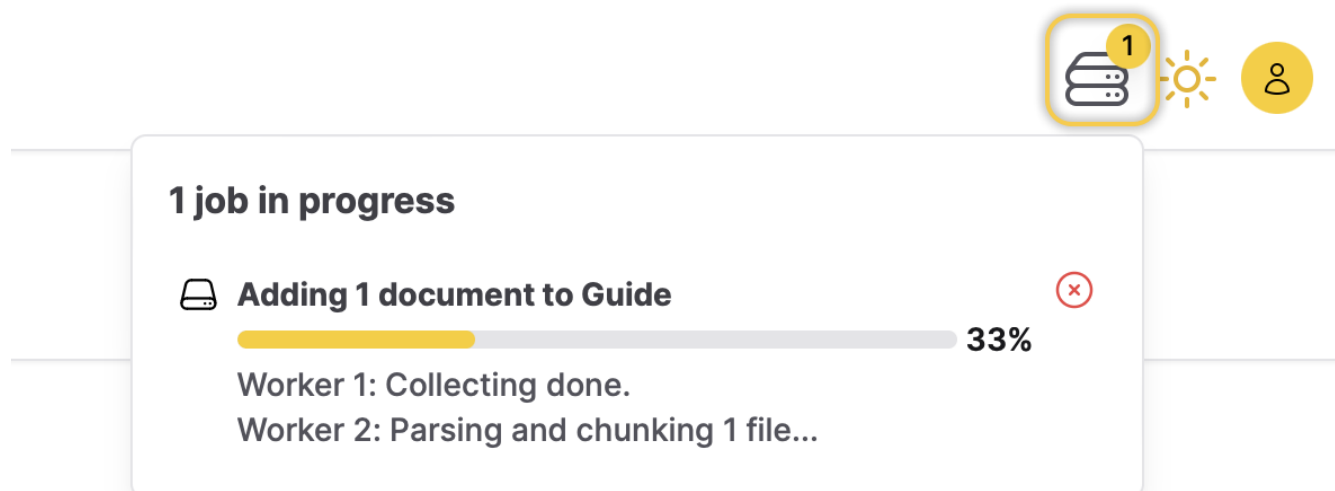 1
1 job in progress
Adding 1 document to Guide
33%
Worker 1: Collecting done.
Worker 2: Parsing and chunking 1 file...